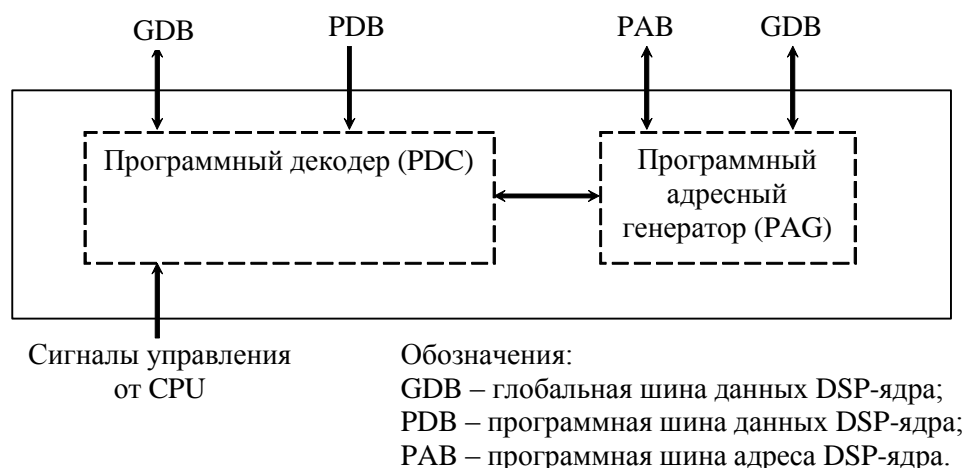 GDB PDB PAB GDB
Программный декодер (PDC)
Программный
адресный
генератор (PAG)
Сигналы управления
от CPU
Обозначения:
GDB – глобальная шина данных DSP-ядра;
PDB – программная шина данных DSP-ядра;
PAB – программная шина адреса DSP-ядра.